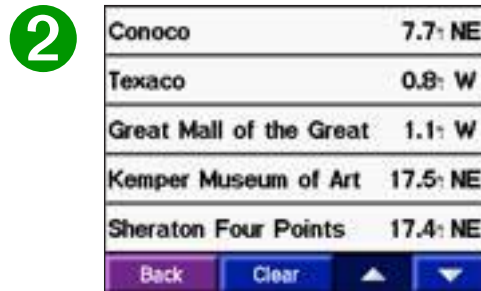 2
Conoco 7.7 NE
Texaco 0.8 W
Great Mall of the Great 1.1 W
Kemper Museum of Art 17.5 NE
Sheraton Four Points 17.4 NE
Back Clear